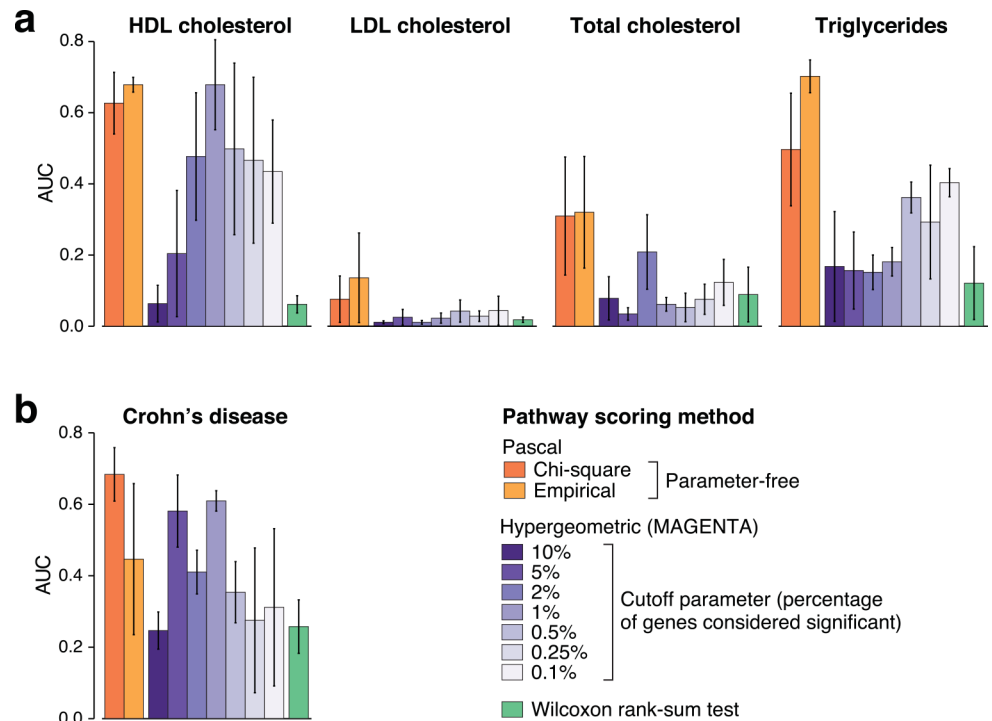 a
HDL cholesterol
LDL cholesterol
Total cholesterol
Triglycerides
0.8
0.6
0.4
0.2
0.0
AUC
b
Crohn's disease
0.8
0.6
0.4
0.2
0.0
AUC
Pathway scoring method
Pascal
Chi-square
Empirical
Parameter-free
Hypergeometric (MAGENTA)
10%
5%
2%
1%
0.5%
0.25%
0.1%
Cutoff parameter (percentage
of genes considered significant)
Wilcoxon rank-sum test